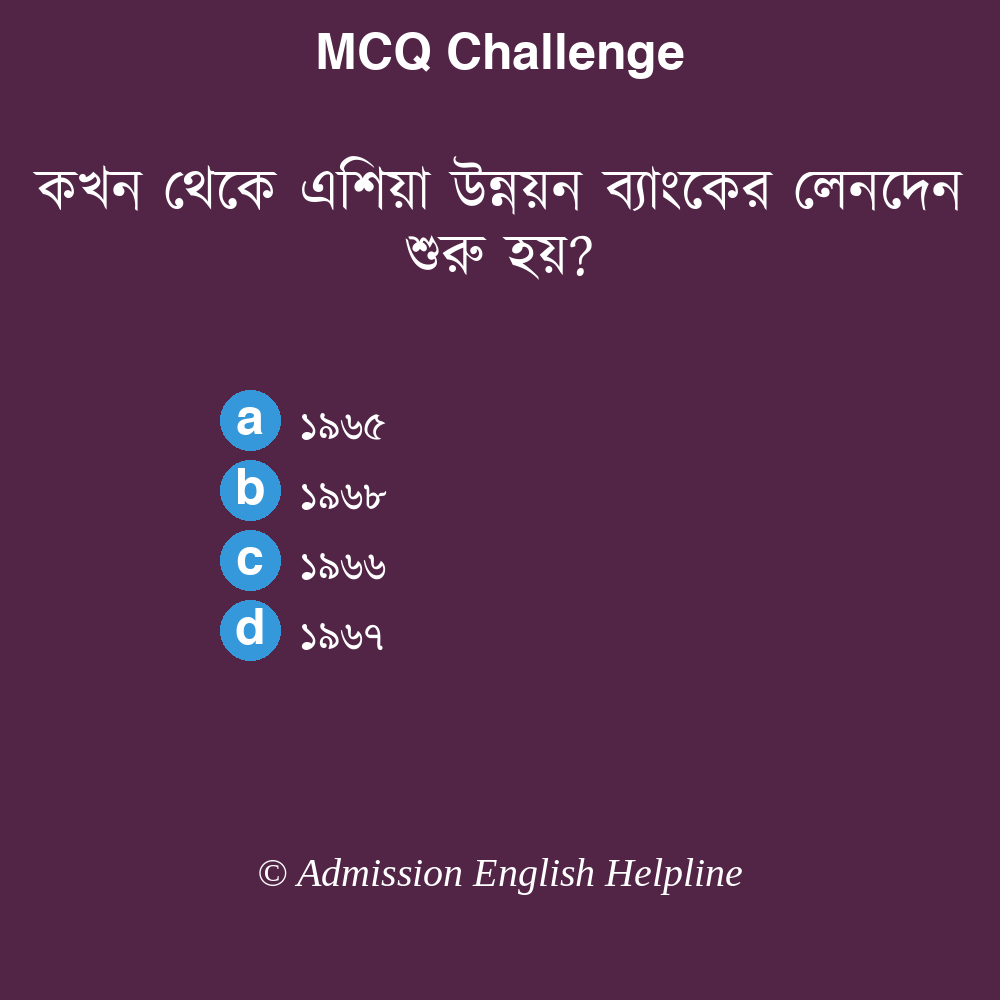 MCQ Challenge
কখন থেকে এশিয়া উন্নয়ন ব্যাংকের লেনদেন
শুরু হয়?
a ১৯৬৫
b ১৯৬৮
c ১৯৬৬
d ১৯৬৭
© Admission English Helpline